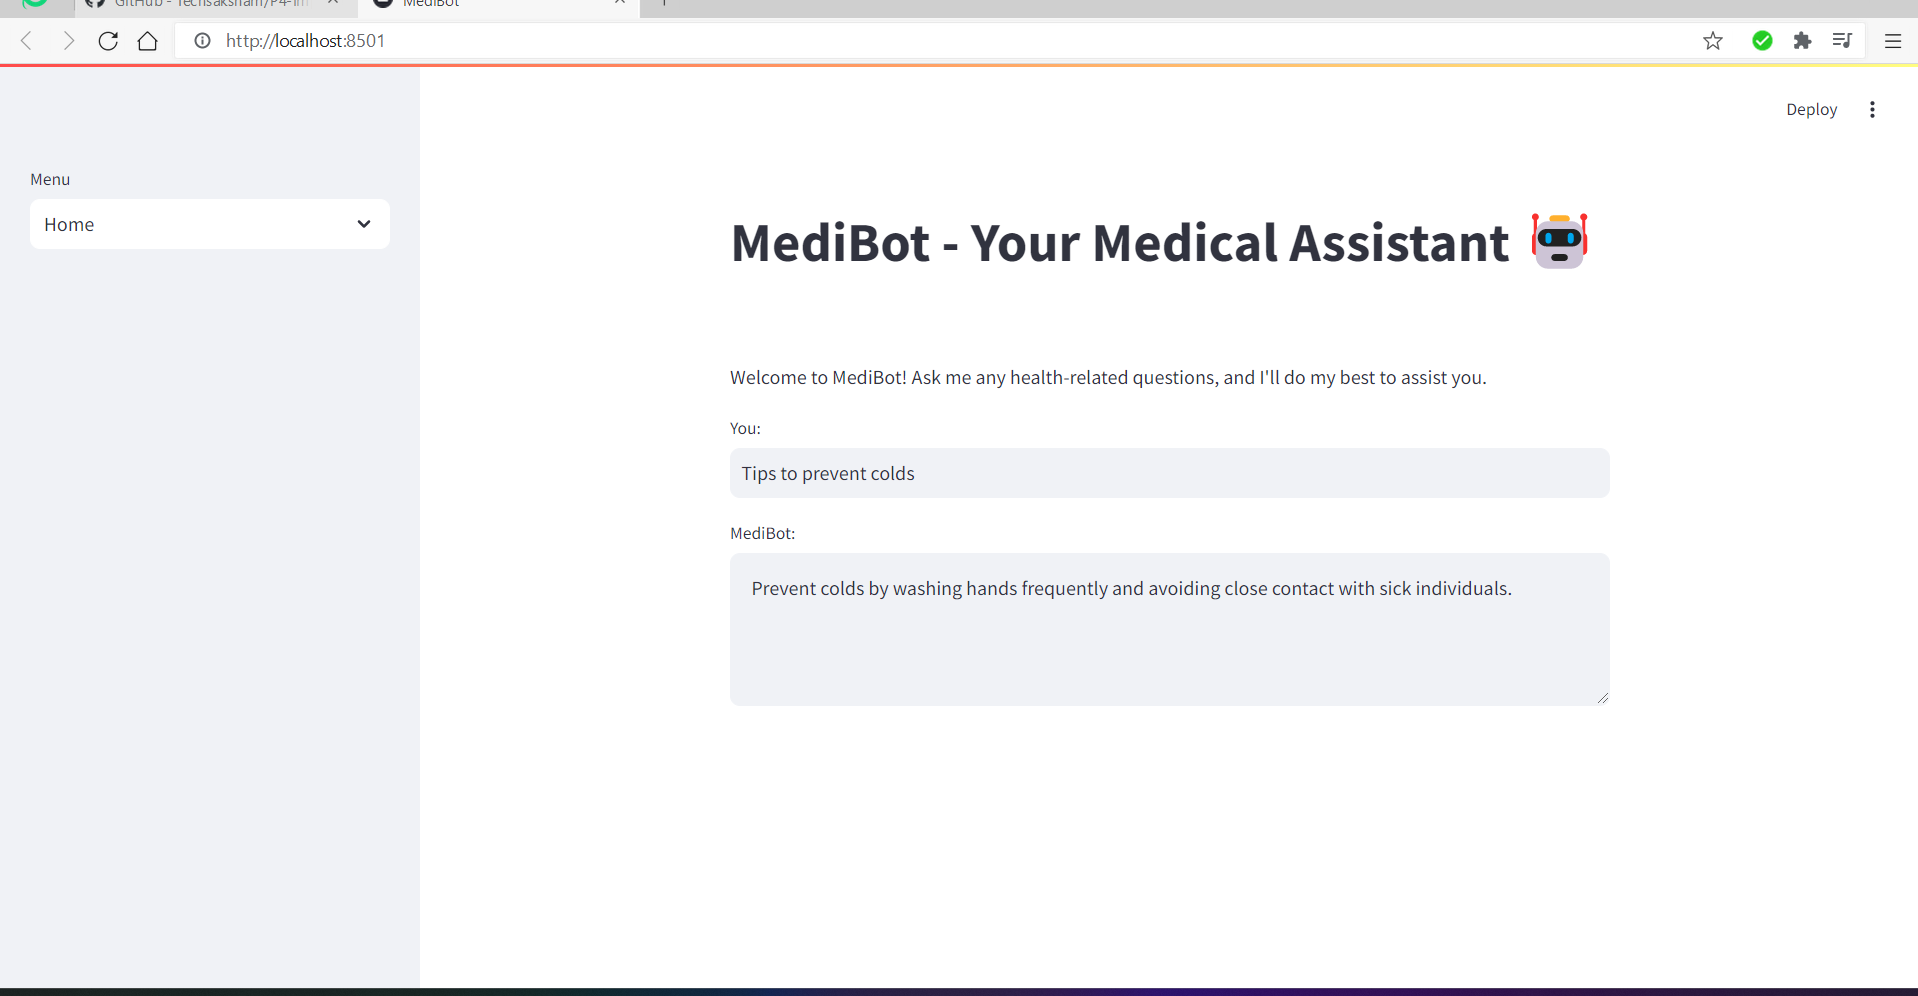 GitHub - Techsaksham/P4-Im
MediBot
http://localhost:8501
Deploy
Menu
Home
MediBot - Your Medical Assistant
Welcome to MediBot! Ask me any health-related questions, and I'll do my best to assist you.
You:
Tips to prevent colds
MediBot:
Prevent colds by washing hands frequently and avoiding close contact with sick individuals.